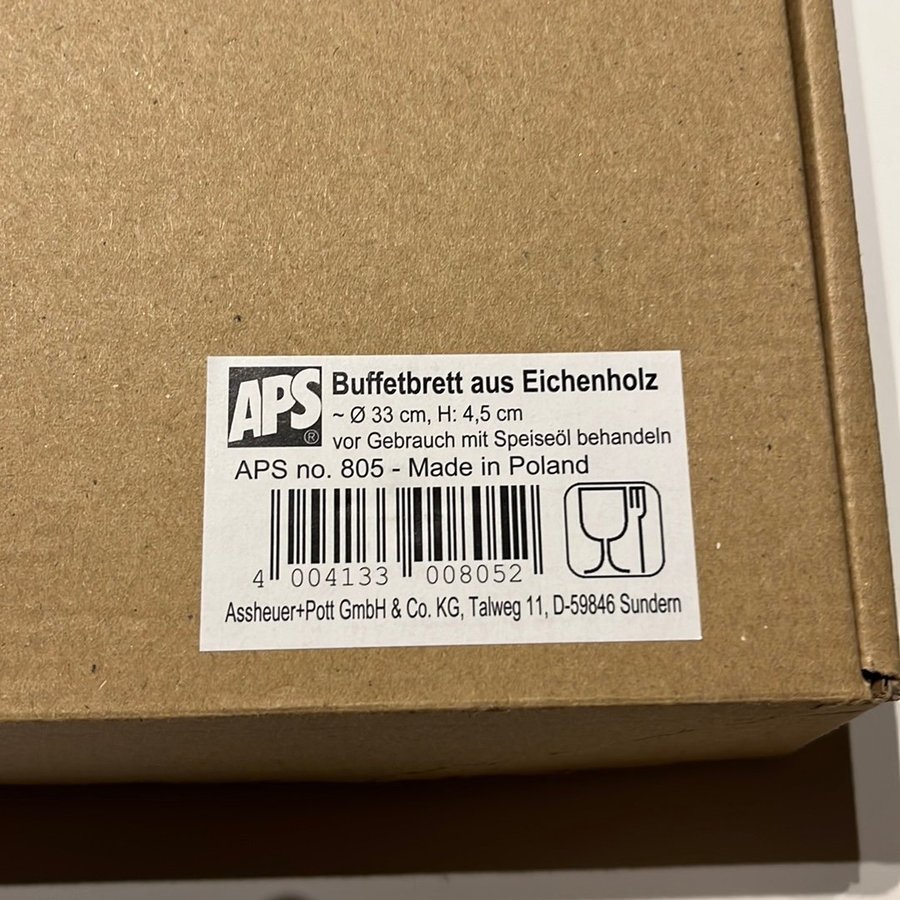 APS®
Buffetbrett aus Eichenholz
~ Ø 33 cm, H: 4,5 cm
vor Gebrauch mit Speiseöl behandeln
APS no. 805 - Made in Poland
4 004133 008052
Assheuer+Pott GmbH & Co. KG, Talweg 11, D-59846 Sundern